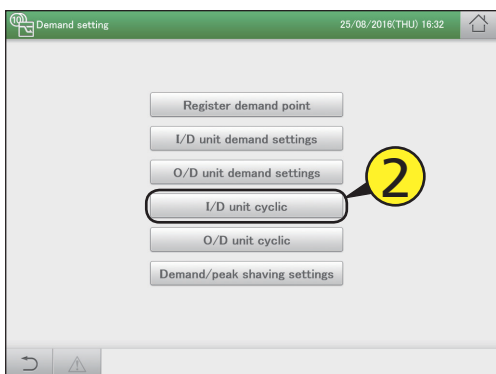 Demand setting 25/08/2016(THU) 16:32
Register demand point
I/D unit demand settings
O/D unit demand settings
I/D unit cyclic
2
O/D unit cyclic
Demand/peak shaving settings